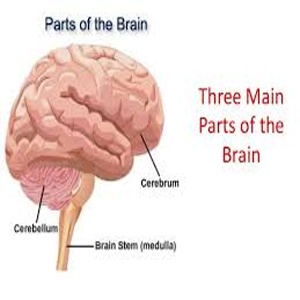 Parts of the Brain
Three Main
Parts of the
Brain
Cerebrum
Cerebellum
Brain Stem (medulla)